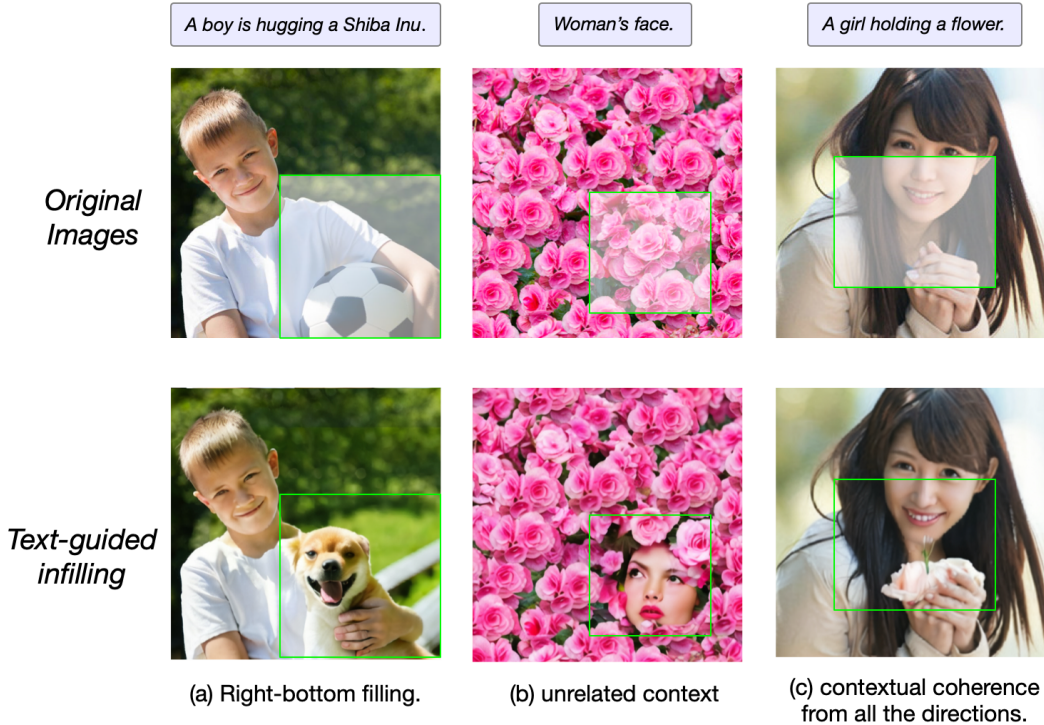 A boy is hugging a Shiba Inu.
Woman's face.
A girl holding a flower.
Original
Images
Text-guided
infilling
(a) Right-bottom filling.
(b) unrelated context
(c) contextual coherence
from all the directions.